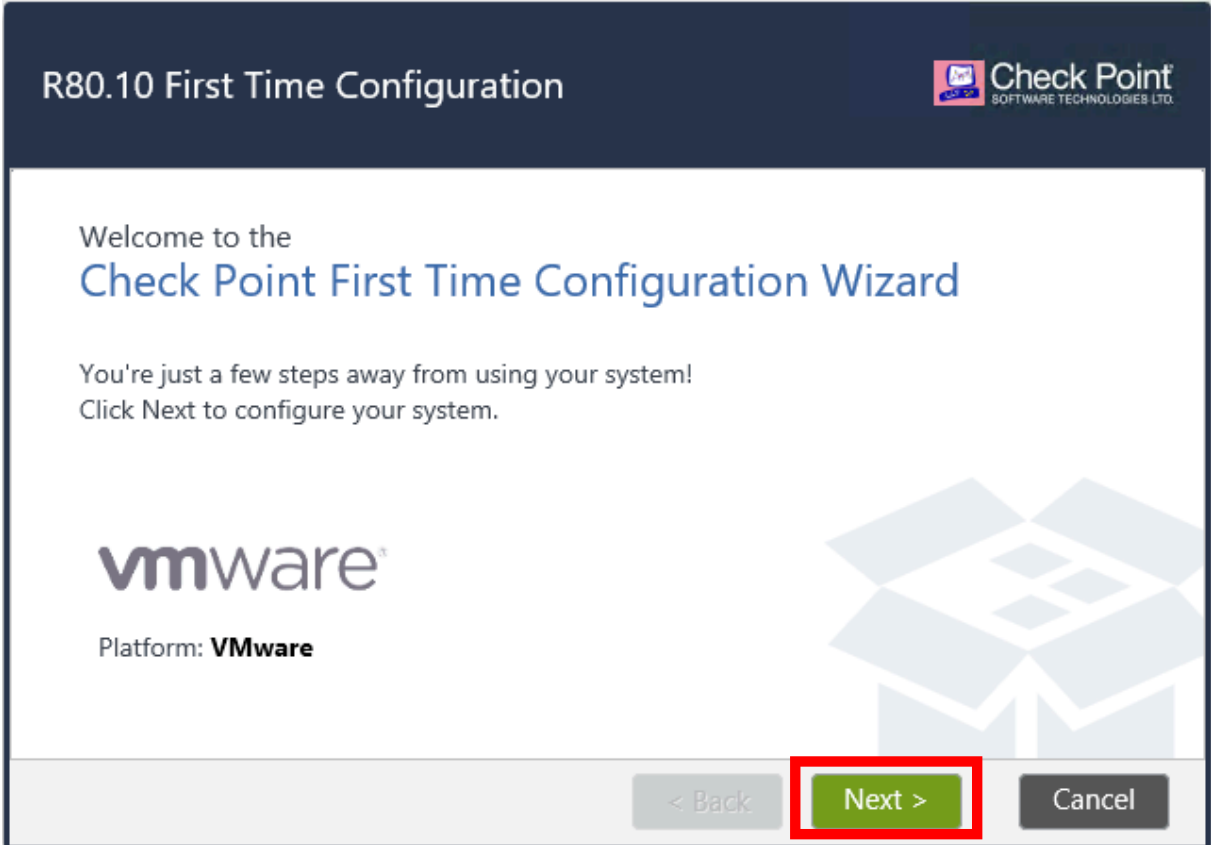 R80.10 First Time Configuration
Check Point
SOFTWARE TECHNOLOGIES LTD.
Welcome to the
Check Point First Time Configuration Wizard
You're just a few steps away from using your system!
Click Next to configure your system.
vmware®
Platform: VMware
< Back Next > Cancel